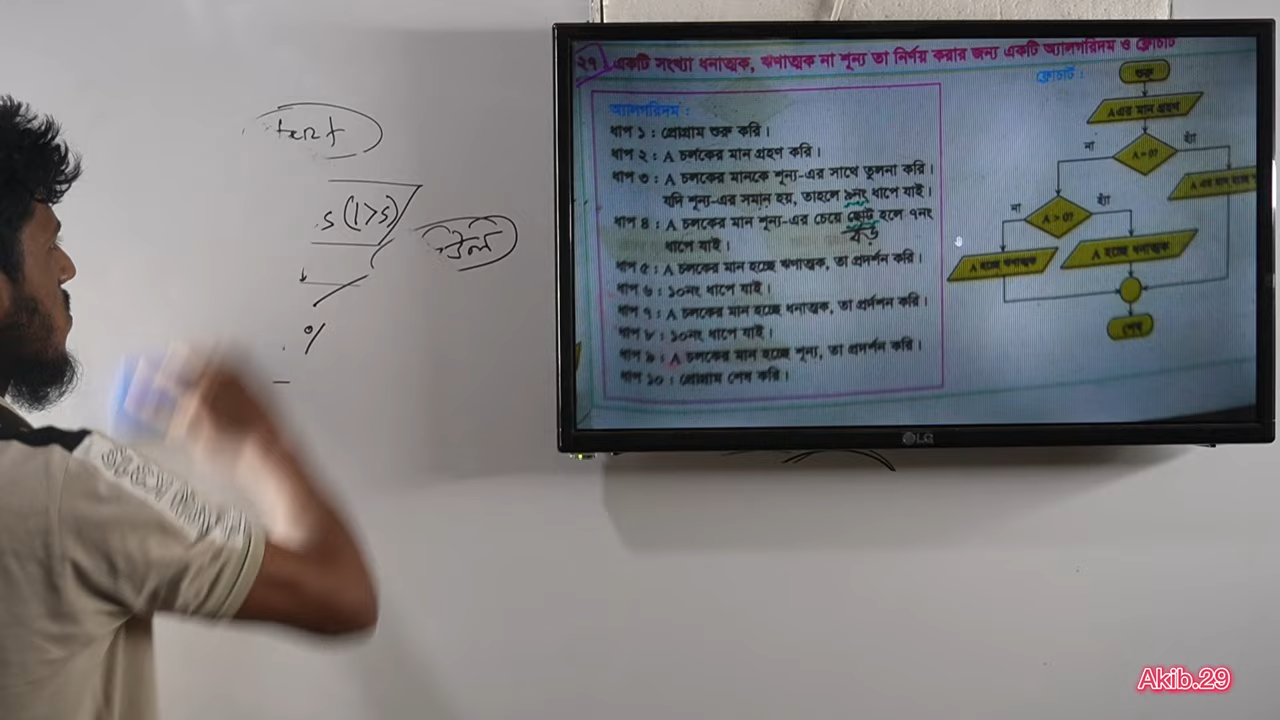 ২৭ একটি সংখ্যা ধনাত্মক, ঋণাত্মক না শূন্য তা নির্ণয় করার জন্য একটি অ্যালগরিদম ও ফ্লোচার্ট
অ্যালগরিদম :
ধাপ ১ : প্রোগ্রাম শুরু করি।
ধাপ ২ : A চলকের মান গ্রহণ করি।
ধাপ ৩ : A চলকের মানকে শূন্য-এর সাথে তুলনা করি।
যদি শূন্য-এর সমান হয়, তাহলে ৯নং ধাপে যাই।
ধাপ ৪ : A চলকের মান শূন্য-এর চেয়ে ছোট হলে ৭নং
বড়
ধাপে যাই।
ধাপ ৫ : A চলকের মান হচ্ছে ঋণাত্মক, তা প্রদর্শন করি।
ধাপ ৬ : ১০নং ধাপে যাই।
ধাপ ৭ : A চলকের মান হচ্ছে ধনাত্মক, তা প্রদর্শন করি।
ধাপ ৮ : ১০নং ধাপে যাই।
ধাপ ৯ : A চলকের মান হচ্ছে শূন্য, তা প্রদর্শন করি।
ধাপ ১০ : প্রোগ্রাম শেষ করি।
ফ্লোচার্ট :
শুরু
A এর মান গ্রহণ
না
A = 0?
হ্যাঁ
A এর মান হচ্ছে
না
A > 0?
হ্যাঁ
A হচ্ছে ঋণাত্মক
A হচ্ছে ধনাত্মক
শেষ
s (1>5)
%
LG
Akib.29